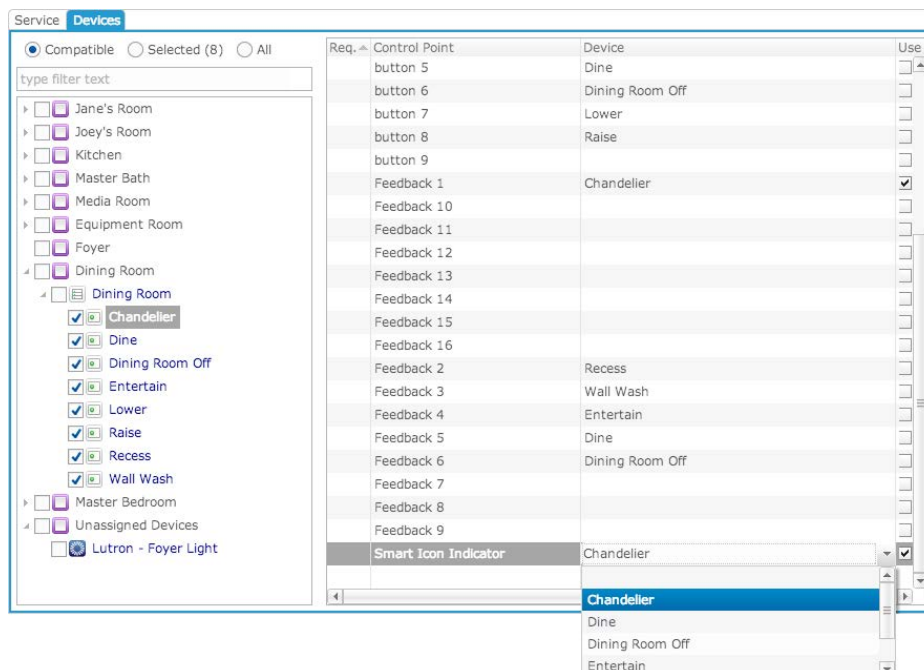 Service Devices
Compatible Selected (8) All
type filter text
Jane's Room
Joey's Room
Kitchen
Master Bath
Media Room
Equipment Room
Foyer
Dining Room
Dining Room
Chandelier
Dine
Dining Room Off
Entertain
Lower
Raise
Recess
Wall Wash
Master Bedroom
Unassigned Devices
Lutron - Foyer Light
Req. Control Point Device Use
button 5 Dine
button 6 Dining Room Off
button 7 Lower
button 8 Raise
button 9
Feedback 1 Chandelier
Feedback 10
Feedback 11
Feedback 12
Feedback 13
Feedback 14
Feedback 15
Feedback 16
Feedback 2 Recess
Feedback 3 Wall Wash
Feedback 4 Entertain
Feedback 5 Dine
Feedback 6 Dining Room Off
Feedback 7
Feedback 8
Feedback 9
Smart Icon Indicator Chandelier
Chandelier
Dine
Dining Room Off
Entertain